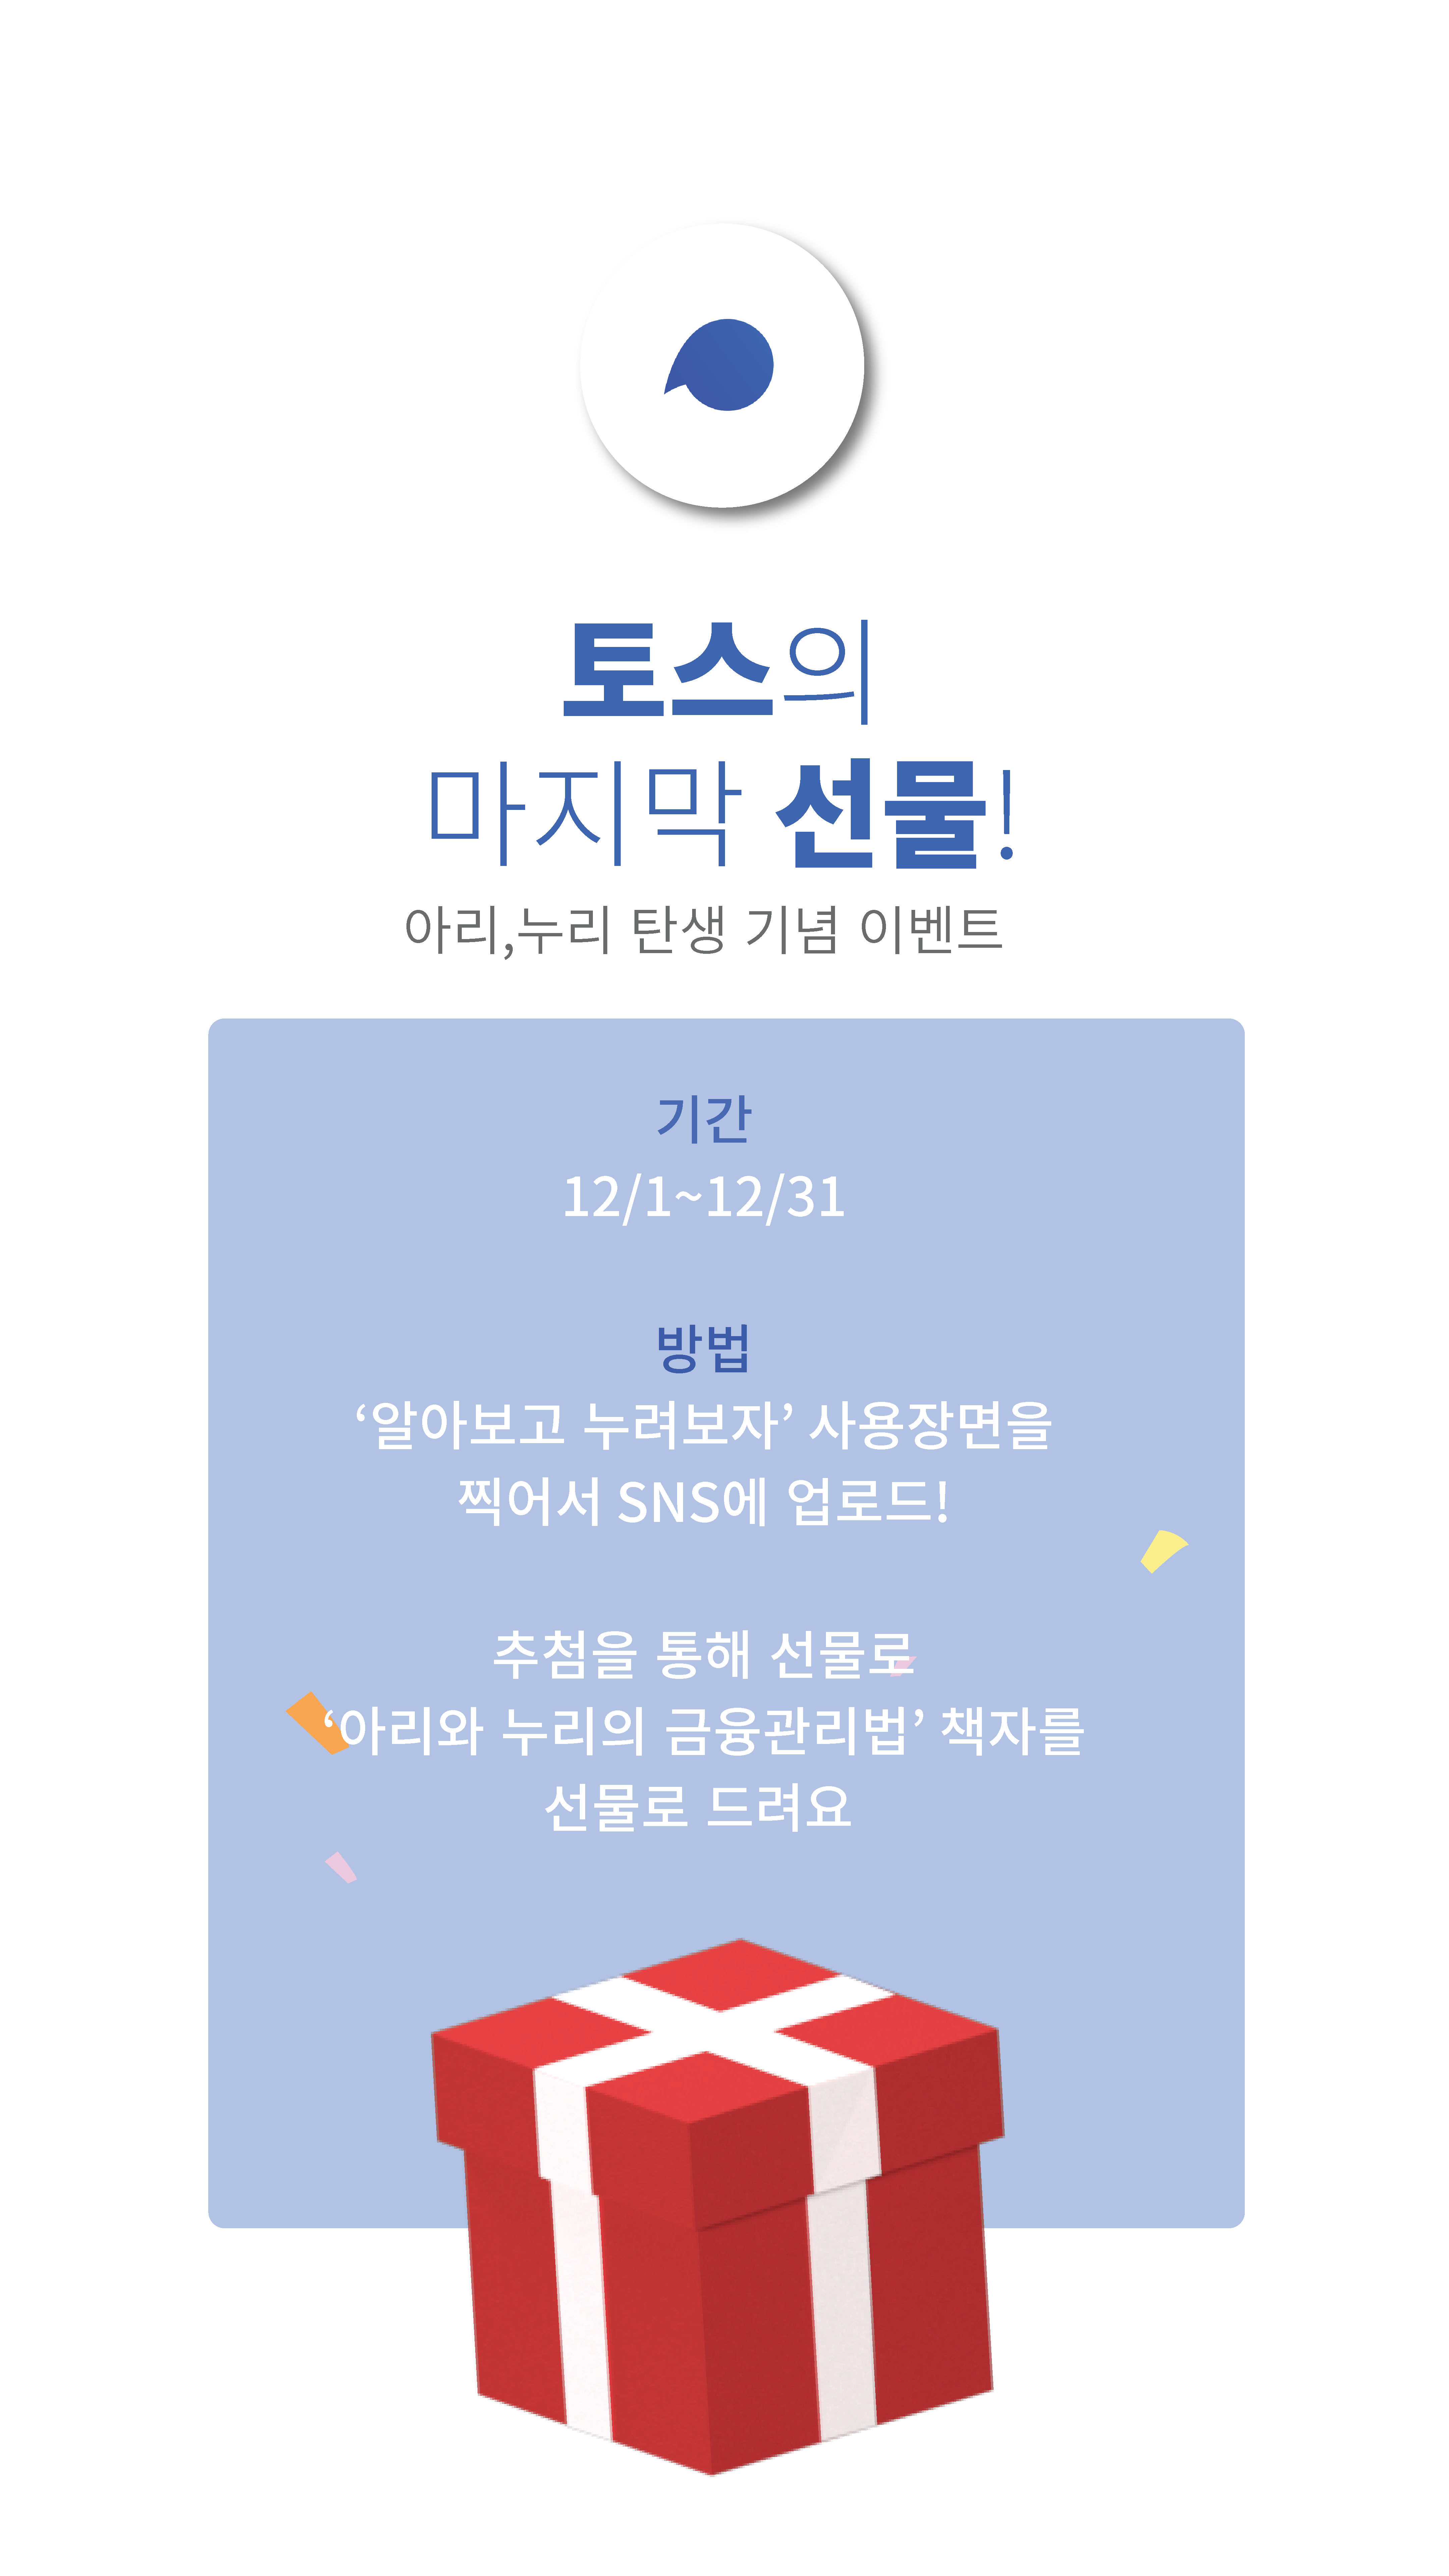 토스의
마지막 선물!
아리,누리 탄생 기념 이벤트
기간
12/1~12/31
방법
‘알아보고 누려보자’ 사용장면을
찍어서 SNS에 업로드!
추첨을 통해 선물로
‘아리와 누리의 금융관리법’ 책자를
선물로 드려요